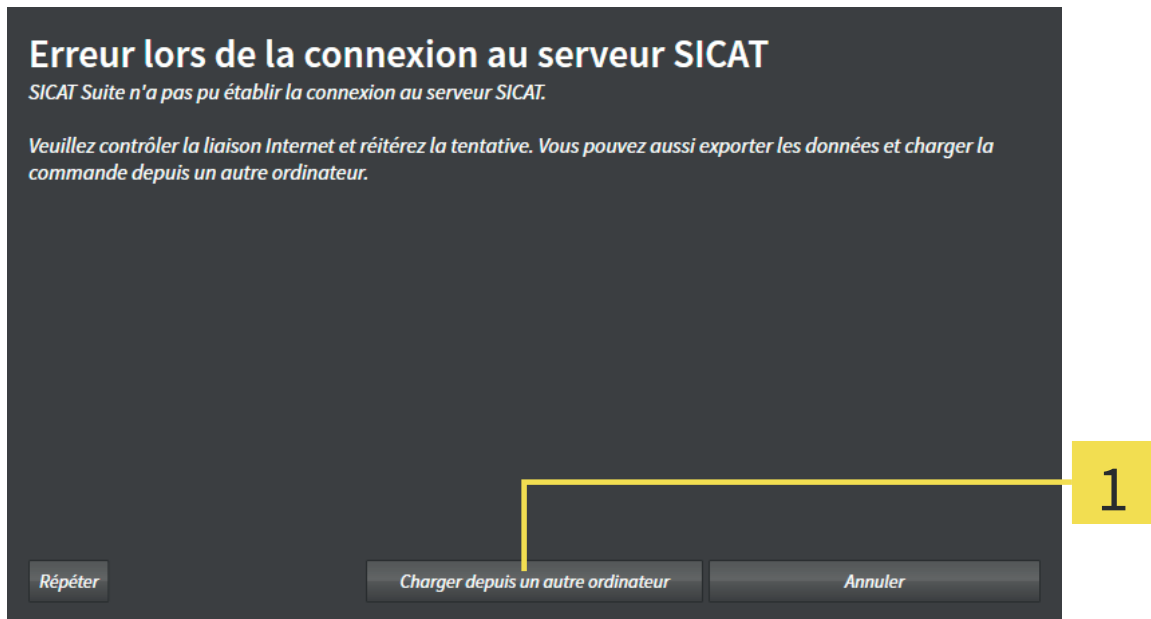 Erreur lors de la connexion au serveur SICAT
SICAT Suite n'a pas pu établir la connexion au serveur SICAT.
Veuillez contrôler la liaison Internet et réitérez la tentative. Vous pouvez aussi exporter les données et charger la
commande depuis un autre ordinateur.
1
Répéter
Charger depuis un autre ordinateur
Annuler